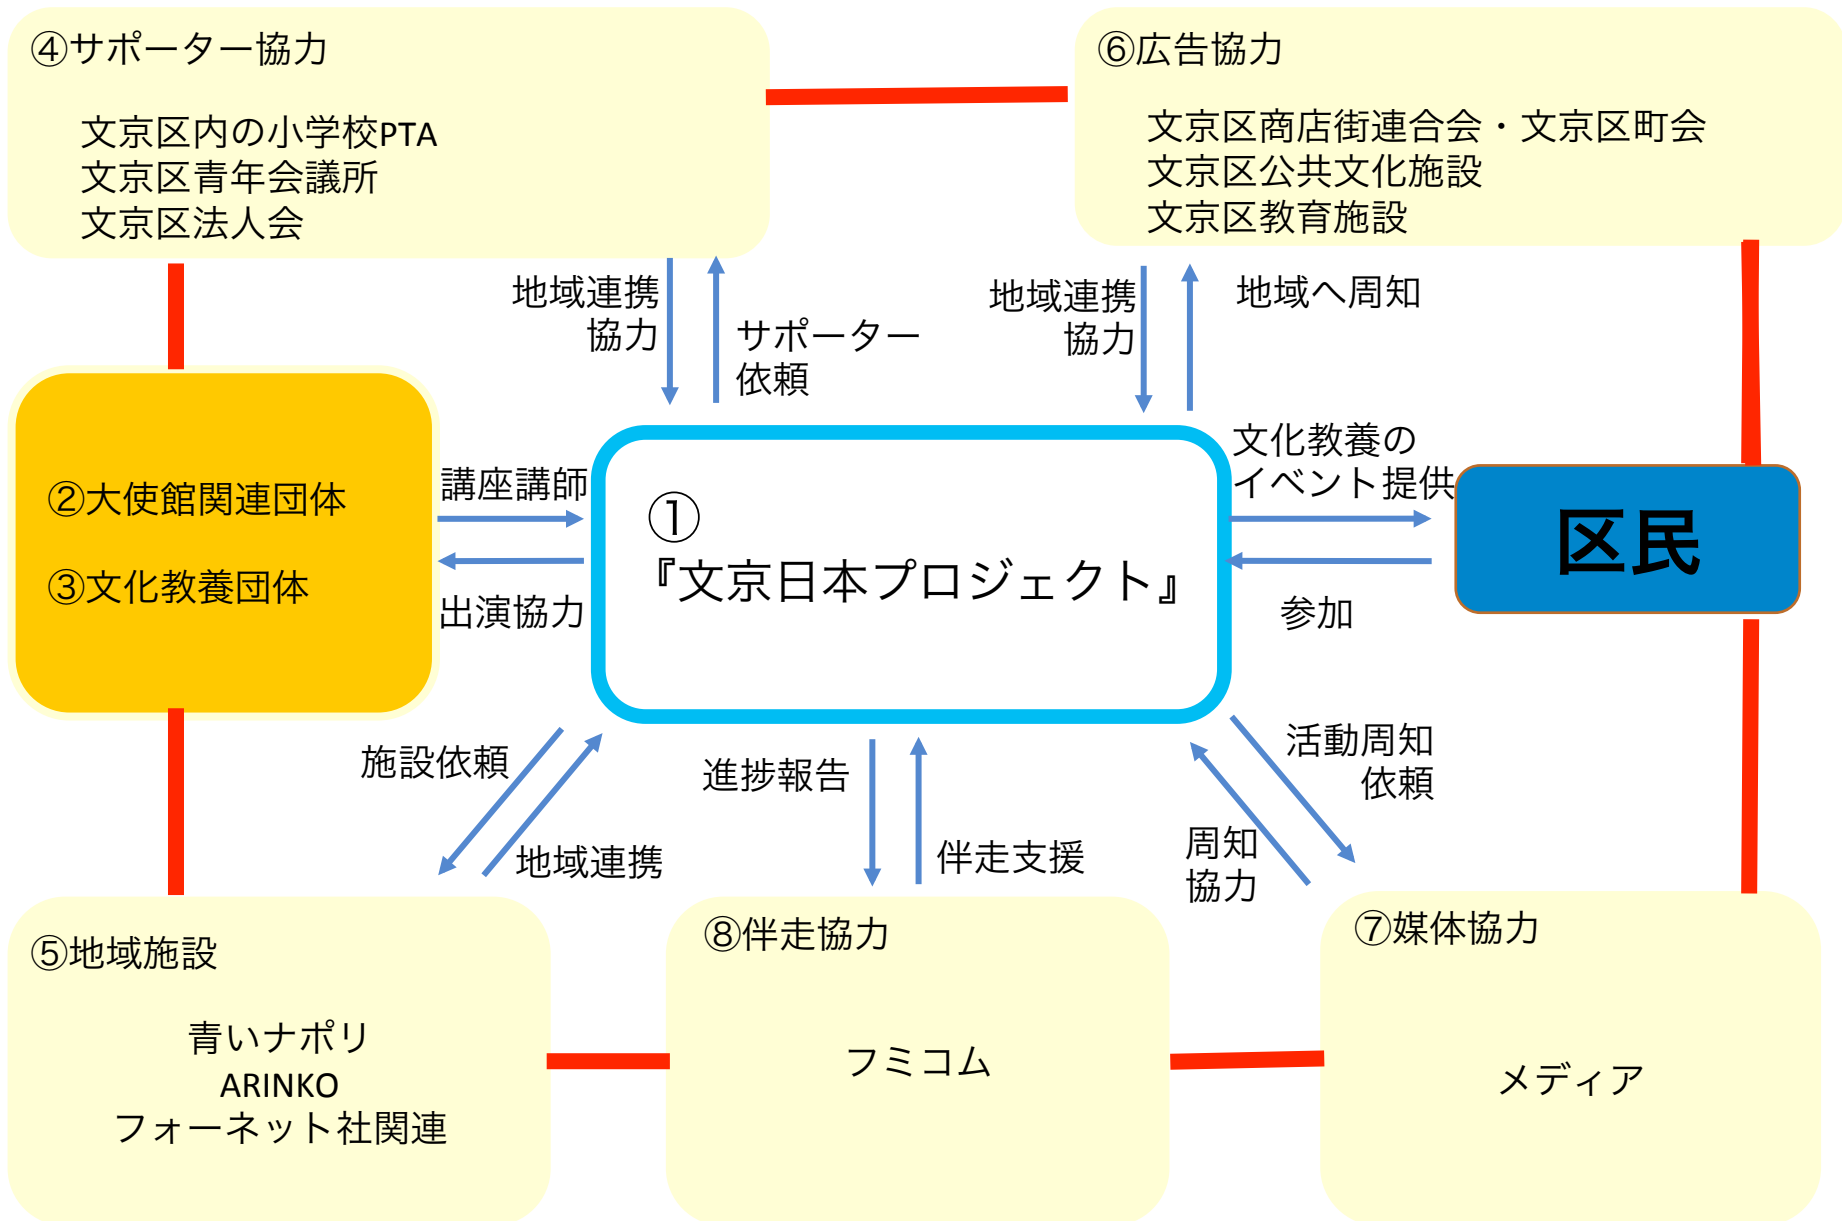 ④サポーター協力
文京区内の小学校PTA
文京区青年会議所
文京区法人会
⑥広告協力
文京区商店街連合会・文京区町会
文京区公共文化施設
文京区教育施設
地域連携
協力
サポーター
依頼
地域連携
協力
地域へ周知
②大使館関連団体
③文化教養団体
講座講師
出演協力
①
『文京日本プロジェクト』
文化教養の
イベント提供
参加
区民
施設依頼
地域連携
進捗報告
伴走支援
活動周知
依頼
周知
協力
⑤地域施設
青いナポリ
ARINKO
フォーネット社関連
⑧伴走協力
フミコム
⑦媒体協力
メディア